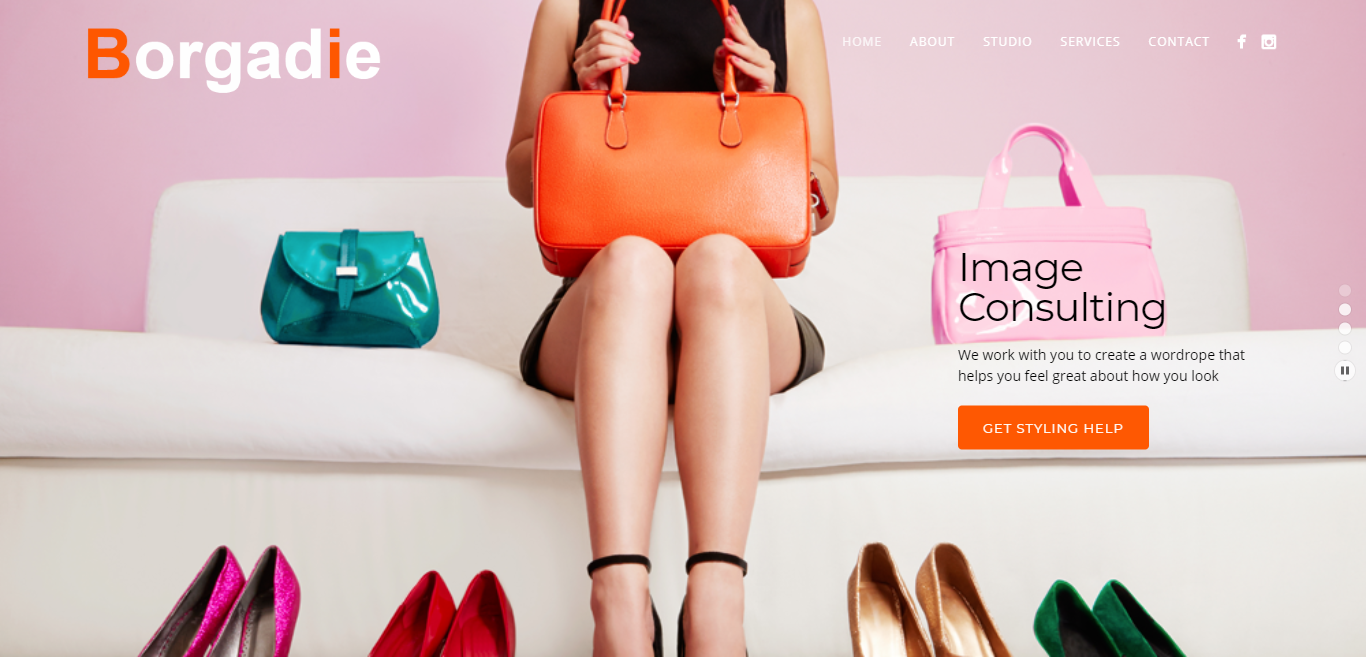 Borgadie
HOME ABOUT STUDIO SERVICES CONTACT
Image
Consulting
We work with you to create a wordrope that
helps you feel great about how you look
GET STYLING HELP